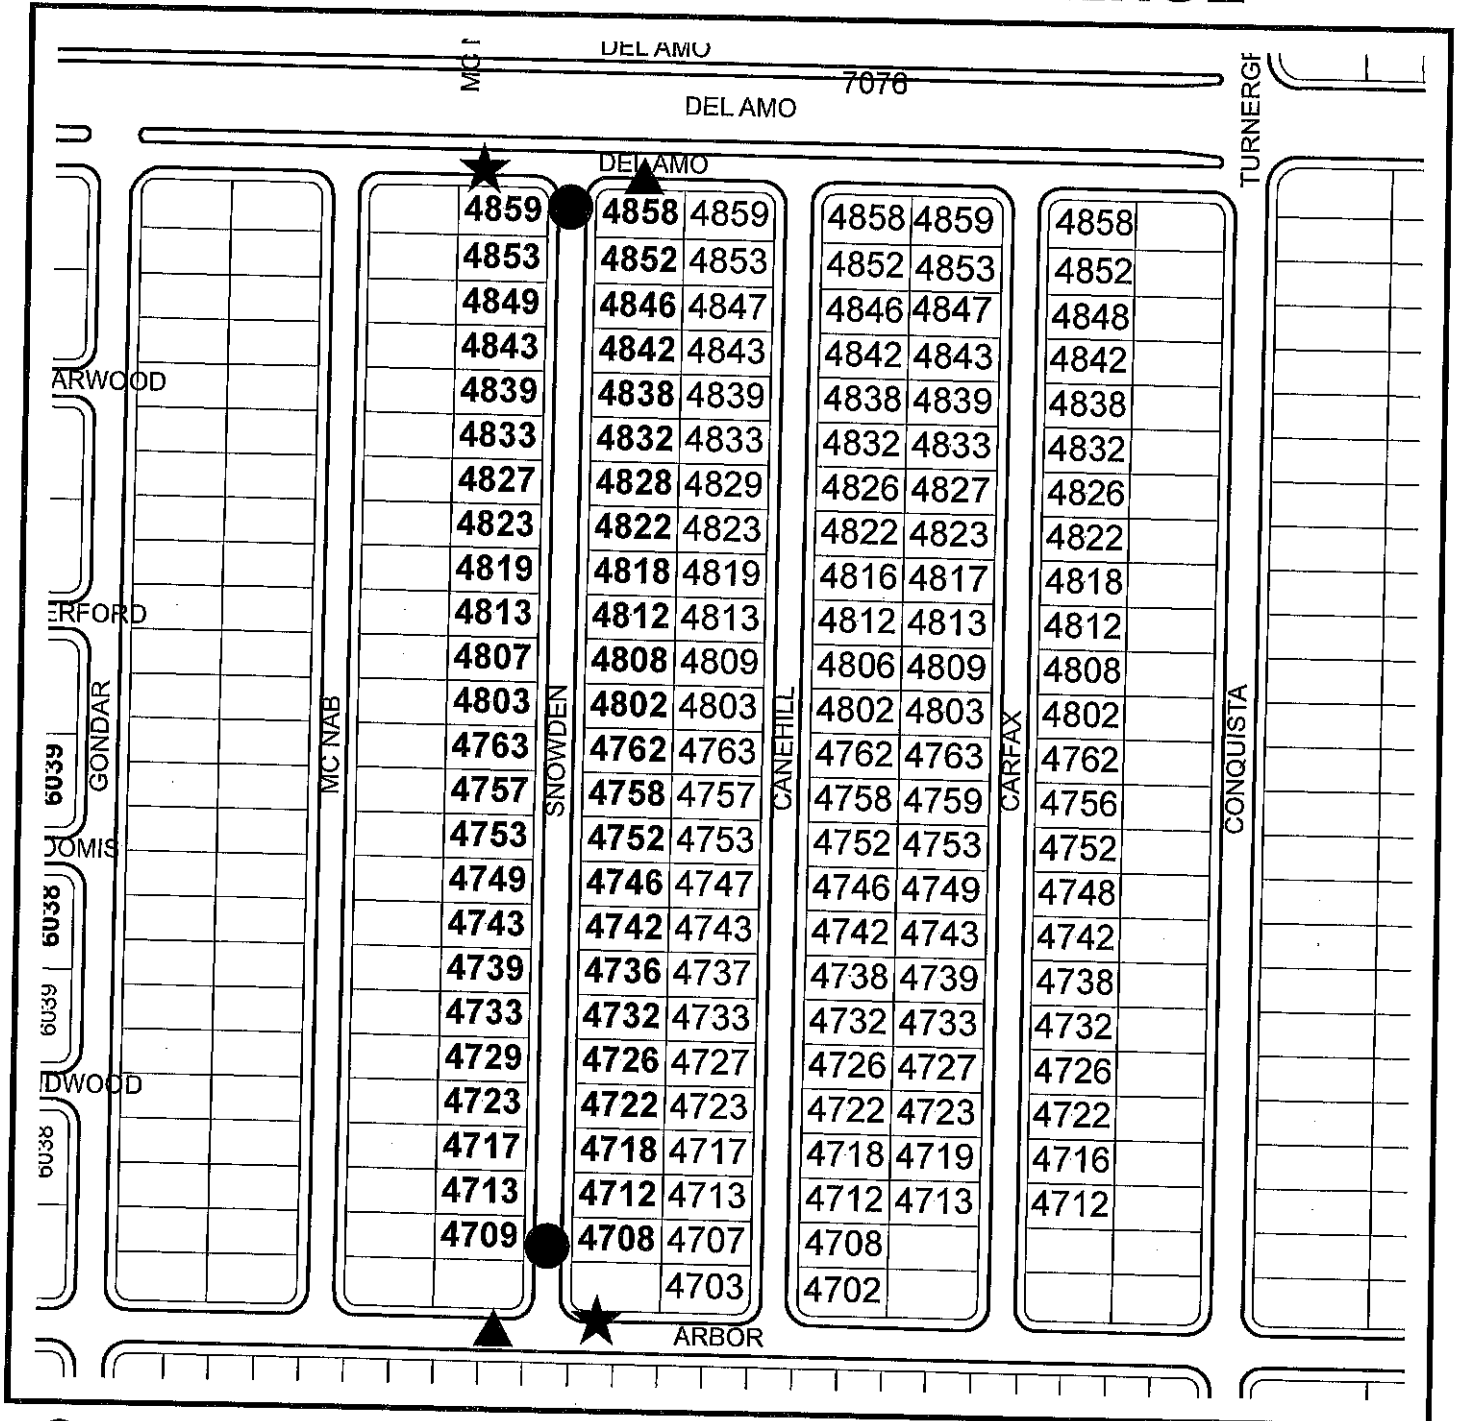 DEL AMO
7076
DEL AMO
DEL AMO
4859 4858 4859 4858 4859 4858
4853 4852 4853 4852 4853 4852
4849 4846 4847 4846 4847 4848
4843 4842 4843 4842 4843 4842
ARWOOD
4839 4838 4839 4838 4839 4838
4833 4832 4833 4832 4833 4832
4827 4828 4829 4826 4827 4826
4823 4822 4823 4822 4823 4822
4819 4818 4819 4816 4817 4818
ERFORD
4813 4812 4813 4812 4813 4812
4807 4808 4809 4806 4809 4808
4803 4802 4803 4802 4803 4802
4763 4762 4763 4762 4763 4762
4757 4758 4757 4758 4759 4756
4753 4752 4753 4752 4753 4752
DOMIS
4749 4746 4747 4746 4749 4748
4743 4742 4743 4742 4743 4742
4739 4736 4737 4738 4739 4738
4733 4732 4733 4732 4733 4732
4729 4726 4727 4726 4727 4726
DWOOD
4723 4722 4723 4722 4723 4722
4717 4718 4717 4718 4719 4716
4713 4712 4713 4712 4713 4712
4709 4708 4707 4708
4703 4702
ARBOR
GONDAR
MC NAB
SNOWDEN
CANEHILL
CARFAX
CONQUISTA
TURNERGR
6039
6038
6039
6038